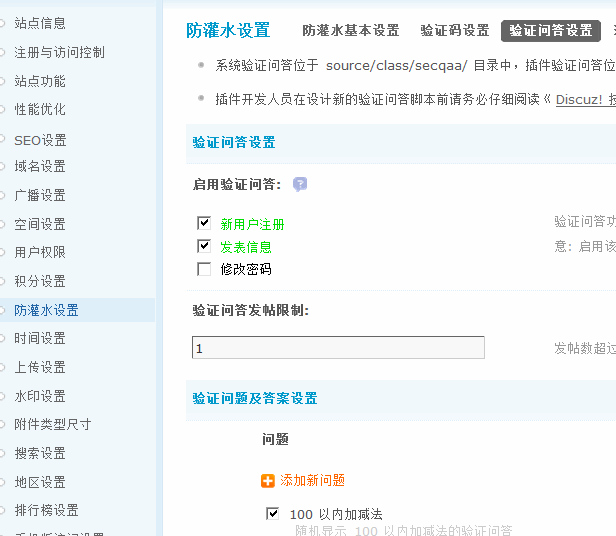 站点信息
注册与访问控制
站点功能
性能优化
SEO设置
域名设置
广播设置
空间设置
用户权限
积分设置
防灌水设置
时间设置
上传设置
水印设置
附件类型尺寸
搜索设置
地区设置
排行榜设置
防灌水设置 防灌水基本设置 验证码设置 验证问答设置
系统验证问答位于 source/class/secqaa/ 目录中，插件验证问答位
插件开发人员在设计新的验证问答脚本前请务必仔细阅读《 Discuz! 技
验证问答设置
启用验证问答:
新用户注册
发表信息
修改密码
验证问答功
意: 启用该
验证问答发帖限制:
1
发帖数超过
验证问题及答案设置
问题
添加新问题
100 以内加减法
随机显示 100 以内加减法的验证问答